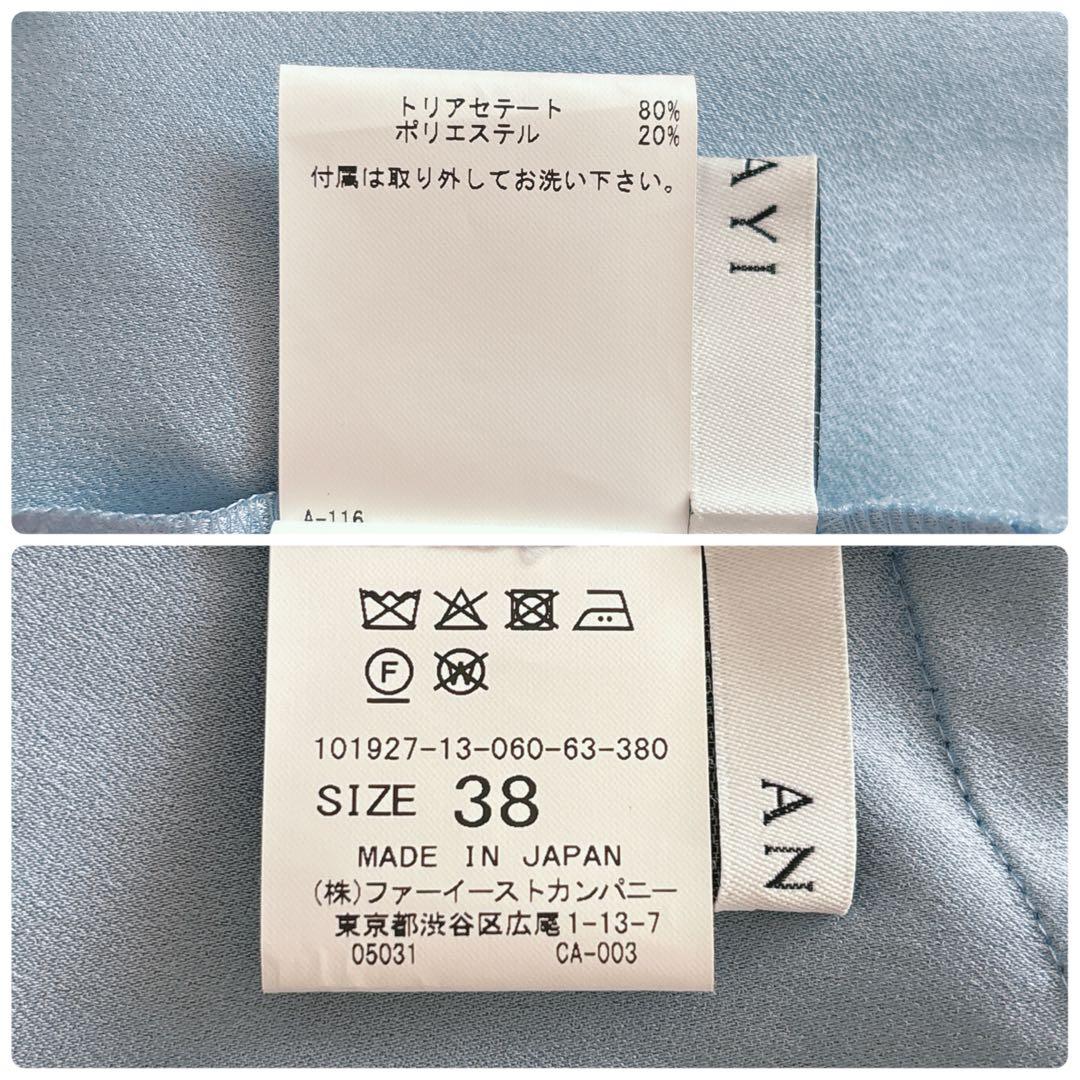 トリアセテート 80%
ポリエステル 20%
付属は取り外してお洗い下さい。
AYI
A-116
F
W
101927-13-060-63-380
SIZE 38
MADE IN JAPAN
(株)ファーイーストカンパニー
東京都渋谷区広尾1-13-7
05031 CA-003
AN